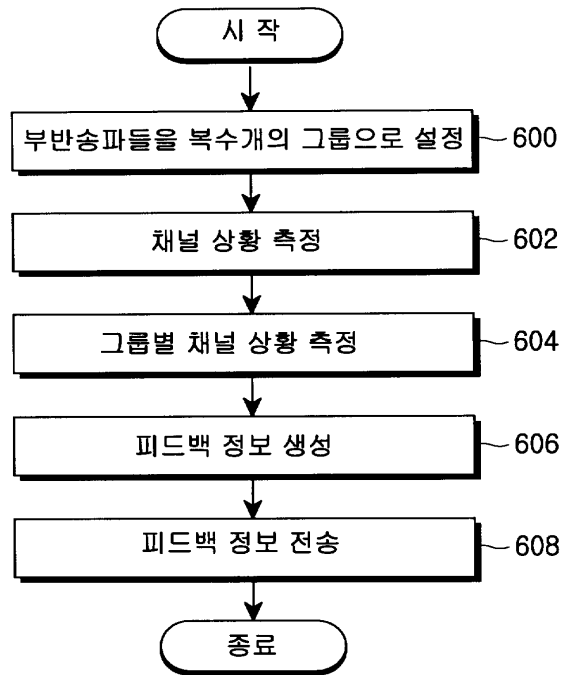 시 작
부반송파들을 복수개의 그룹으로 설정
600
채널 상황 측정
602
그룹별 채널 상황 측정
604
피드백 정보 생성
606
피드백 정보 전송
608
종료